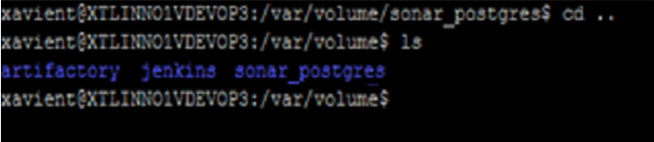 xavient@XTLINNO1VDEVOP3:/var/volume/sonar_postgres$ cd ..
xavient@XTLINNO1VDEVOP3:/var/volume$ ls
artifactory jenkins sonar_postgres
xavient@XTLINNO1VDEVOP3:/var/volume$